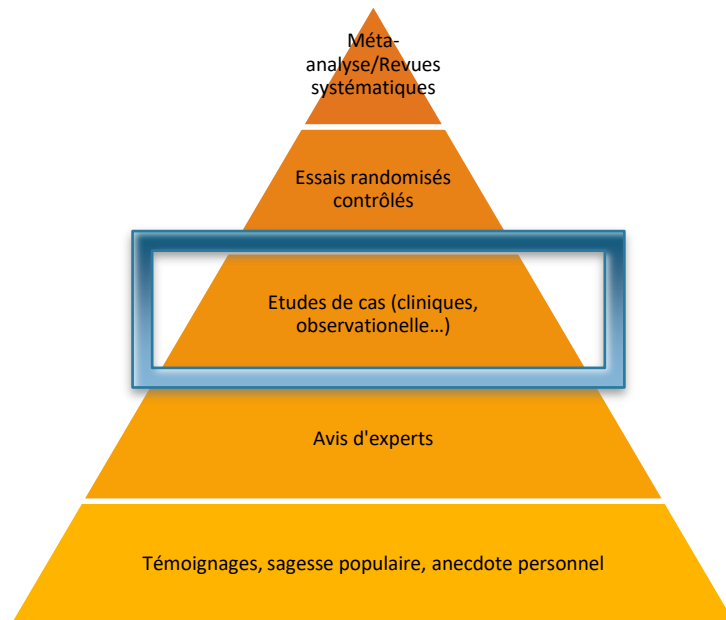 Méta-
analyse/Revues
systématiques
Essais randomisés
contrôlés
Etudes de cas (cliniques,
observationelle…)
Avis d'experts
Témoignages, sagesse populaire, anecdote personnel